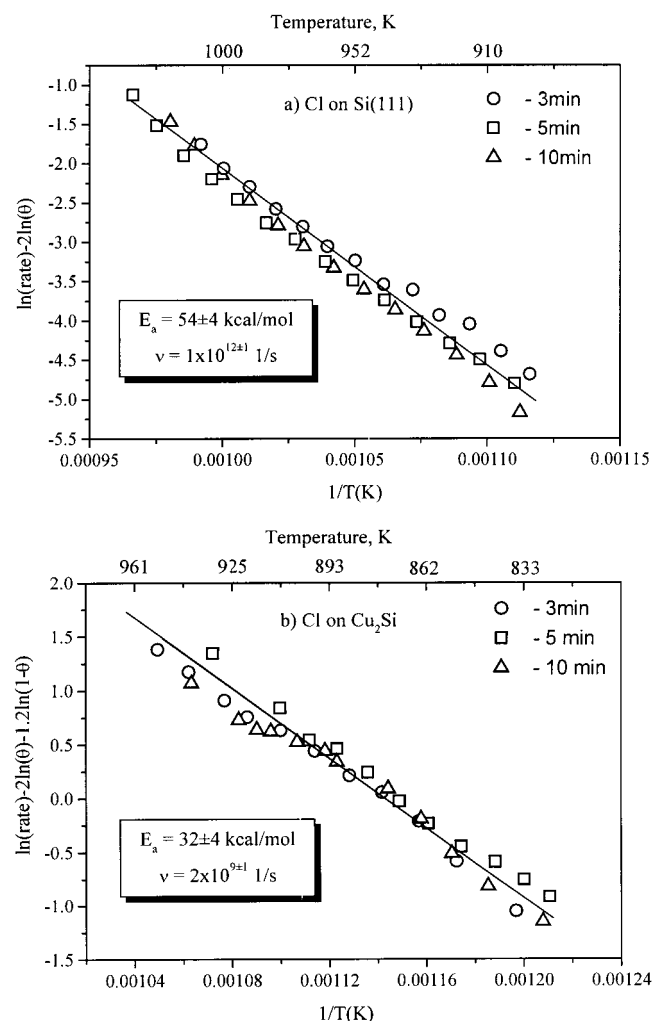 Temperature, K
1000 952 910
-1.0
-1.5
-2.0
-2.5
-3.0
-3.5
-4.0
-4.5
-5.0
-5.5
ln(rate)-2ln(θ)
a) Cl on Si(111)
- 3min
- 5min
- 10min
Eₐ = 54±4 kcal/mol
ν = 1x10¹²±¹ 1/s
0.00095 0.00100 0.00105 0.00110 0.00115
1/T(K)
Temperature, K
961 925 893 862 833
2.0
1.5
1.0
0.5
0.0
-0.5
-1.0
-1.5
ln(rate)-2ln(θ)-1.2ln(1-θ)
b) Cl on Cu₂Si
- 3min
- 5 min
- 10 min
Eₐ = 32±4 kcal/mol
ν = 2x10⁹±¹ 1/s
0.00104 0.00108 0.00112 0.00116 0.00120 0.00124
1/T(K)